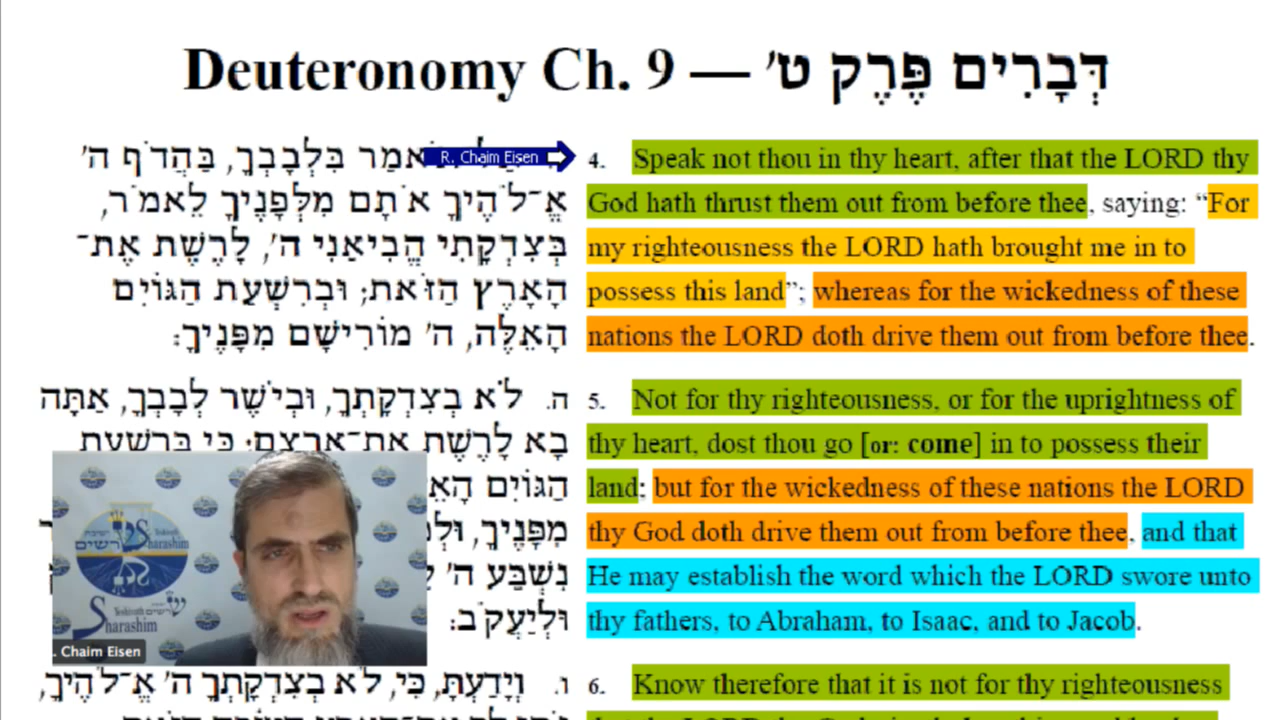 Deuteronomy Ch. 9 — דְּבָרִים פֶּרֶק ט'
R. Chaim Eisen
בִּלְבָבְךָ, בַּהֲדֹף ה'
אֱ־לֹהֶיךָ אֹתָם מִלְּפָנֶיךָ לֵאמֹר,
בְּצִדְקָתִי הֱבִיאַנִי ה', לָרֶשֶׁת אֶת־
הָאָרֶץ הַזֹּאת; וּבְרִשְׁעַת הַגּוֹיִם
הָאֵלֶּה, ה' מוֹרִישָׁם מִפָּנֶיךָ:
ה. לֹא בְצִדְקָתְךָ, וּבְיֹשֶׁר לְבָבְךָ, אַתָּה
בָא לָרֶשֶׁת אֶת־אַרְצָם; כִּי בְּרִשְׁעַת
הַגּוֹיִם
מִפָּנֶיךָ,
נִשְׁבַּע ה'
וּלְיַעֲקֹב:
ו. וְיָדַעְתָּ, כִּי, לֹא בְצִדְקָתְךָ ה' אֱ־לֹהֶיךָ,
4. Speak not thou in thy heart, after that the LORD thy
God hath thrust them out from before thee, saying: “For
my righteousness the LORD hath brought me in to
possess this land”; whereas for the wickedness of these
nations the LORD doth drive them out from before thee.
5. Not for thy righteousness, or for the uprightness of
thy heart, dost thou go [or: come] in to possess their
land; but for the wickedness of these nations the LORD
thy God doth drive them out from before thee, and that
He may establish the word which the LORD swore unto
thy fathers, to Abraham, to Isaac, and to Jacob.
6. Know therefore that it is not for thy righteousness
Yeshivath
Sharashim
. Chaim Eisen